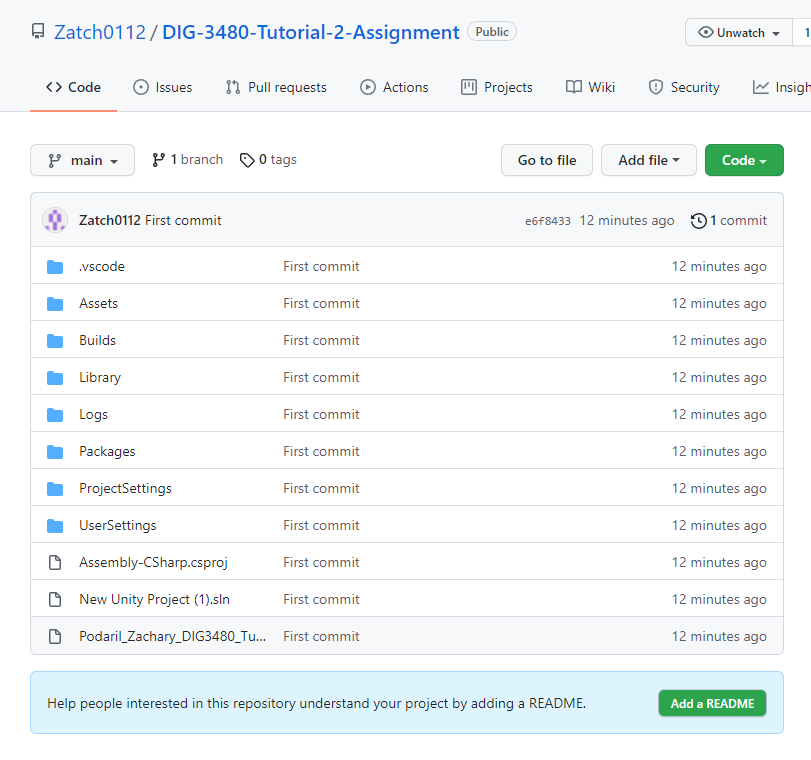 Zatch0112 / DIG-3480-Tutorial-2-Assignment Public Unwatch 1
Code Issues Pull requests Actions Projects Wiki Security Insigh
main 1 branch 0 tags Go to file Add file Code
Zatch0112 First commit e6f8433 12 minutes ago 1 commit
.vscode First commit 12 minutes ago
Assets First commit 12 minutes ago
Builds First commit 12 minutes ago
Library First commit 12 minutes ago
Logs First commit 12 minutes ago
Packages First commit 12 minutes ago
ProjectSettings First commit 12 minutes ago
UserSettings First commit 12 minutes ago
Assembly-CSharp.csproj First commit 12 minutes ago
New Unity Project (1).sln First commit 12 minutes ago
Podaril_Zachary_DIG3480_Tu... First commit 12 minutes ago
Help people interested in this repository understand your project by adding a README. Add a README